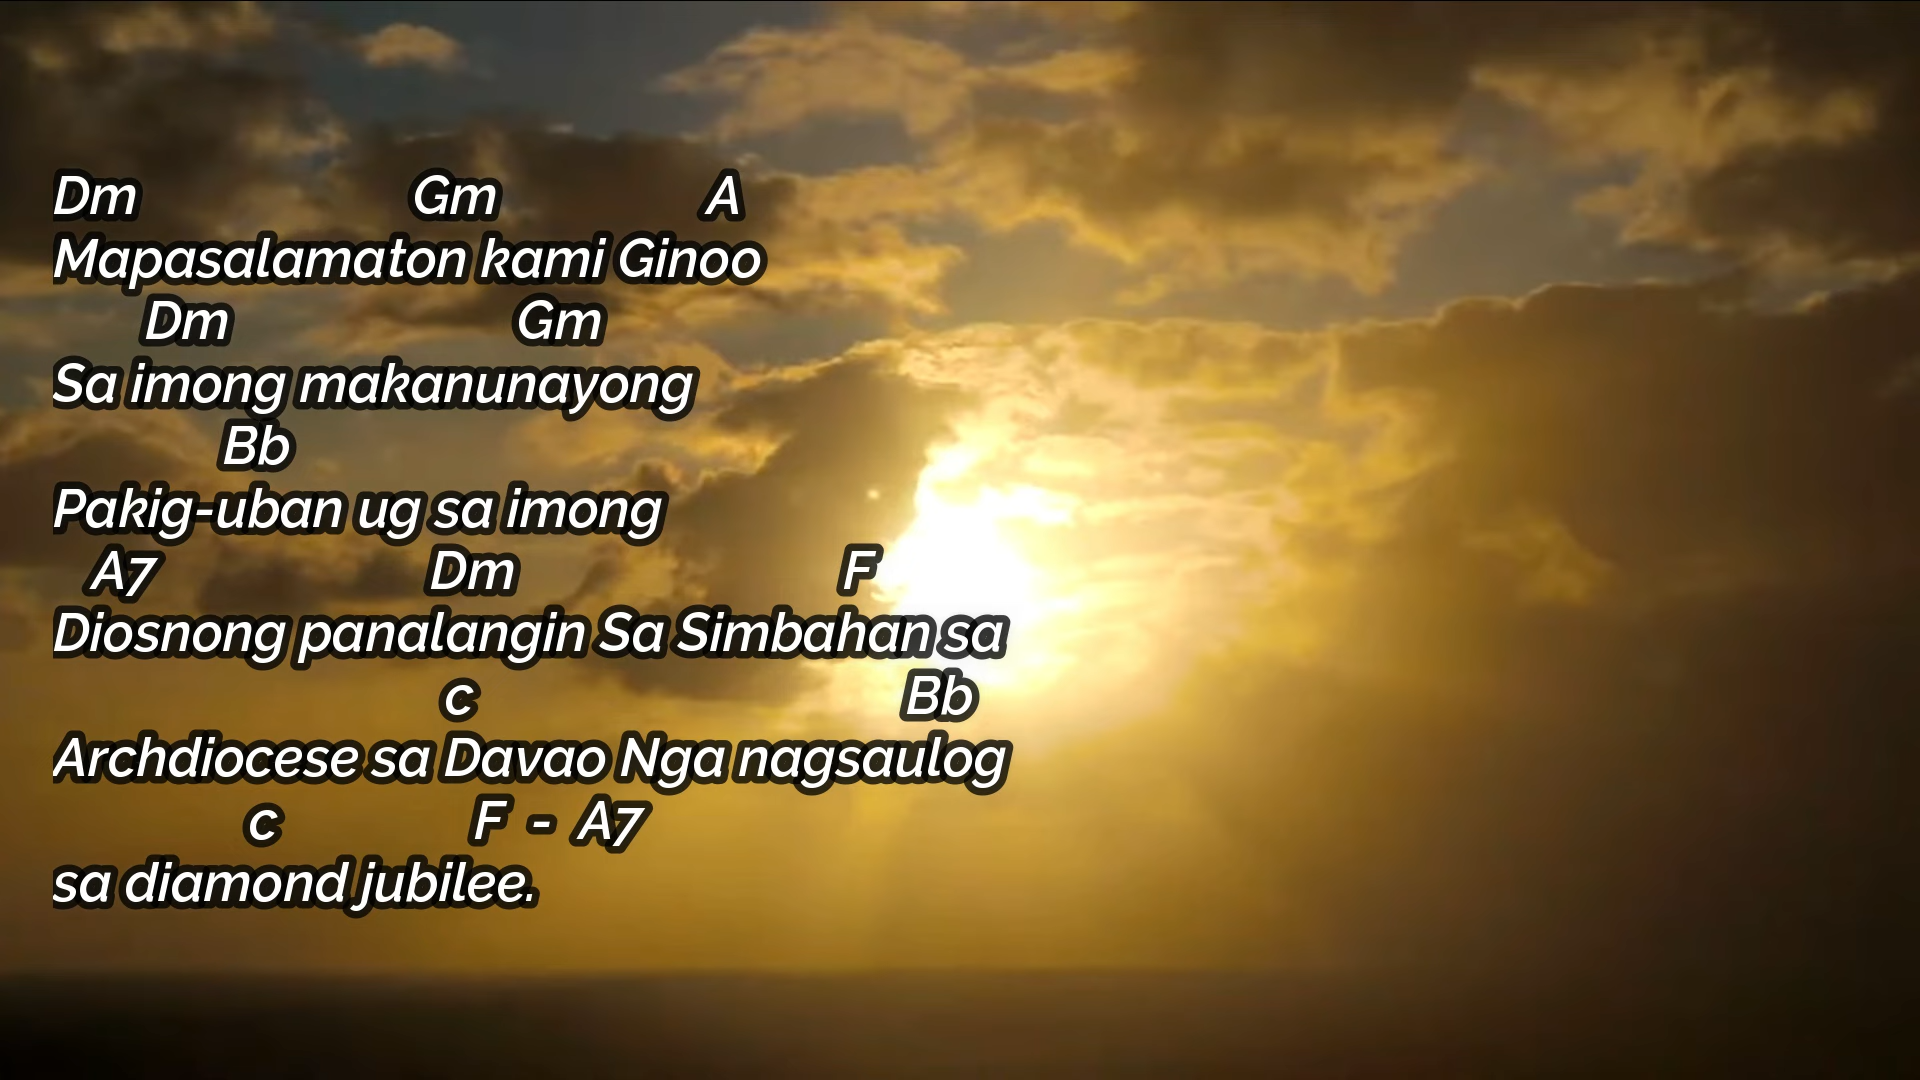 Dm Gm A
Mapasalamaton kami Ginoo
Dm Gm
Sa imong makanunayong
Bb
Pakig-uban ug sa imong
A7 Dm F
Diosnong panalangin Sa Simbahan sa
c Bb
Archdiocese sa Davao Nga nagsaulog
c F - A7
sa diamond jubilee.